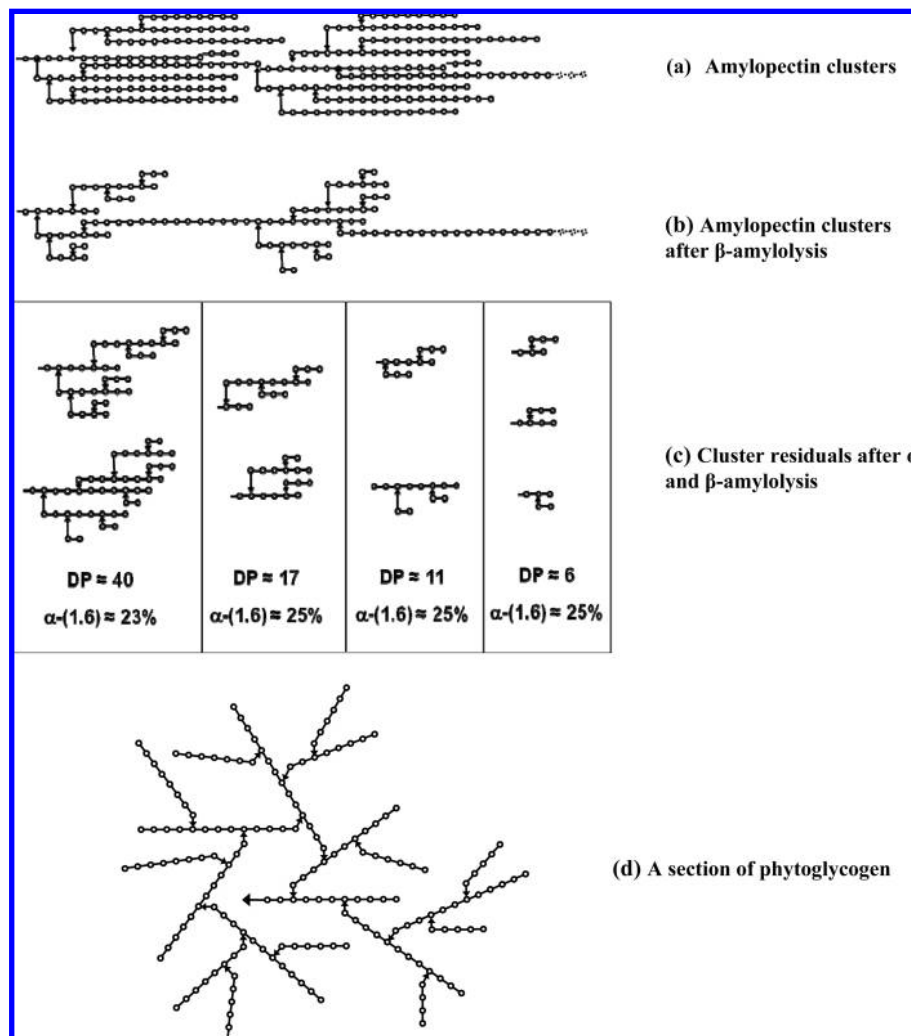 (a) Amylopectin clusters
(b) Amylopectin clusters
after β-amylolysis
(c) Cluster residuals after
and β-amylolysis
DP ≈ 40
α-(1.6) ≈ 23%
DP ≈ 17
α-(1.6) ≈ 25%
DP ≈ 11
α-(1.6) ≈ 25%
DP ≈ 6
α-(1.6) ≈ 25%
(d) A section of phytoglycogen